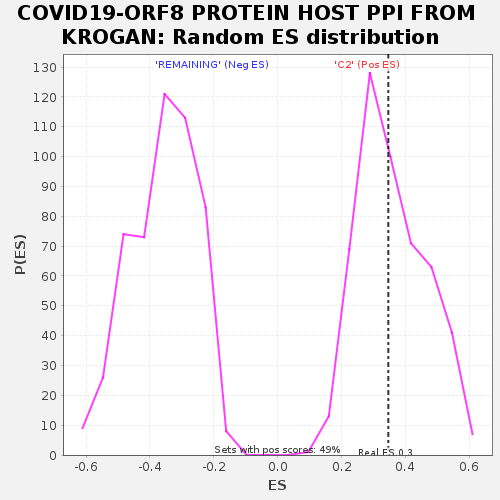 COVID19-ORF8 PROTEIN HOST PPI FROM
KROGAN: Random ES distribution
'REMAINING' (Neg ES)
'C2' (Pos ES)
130
120
110
100
90
80
70
60
50
40
30
20
10
0
P(ES)
Sets with pos scores: 49%
Real ES 0.3
-0.6
-0.4
-0.2
0.0
0.2
0.4
0.6
ES